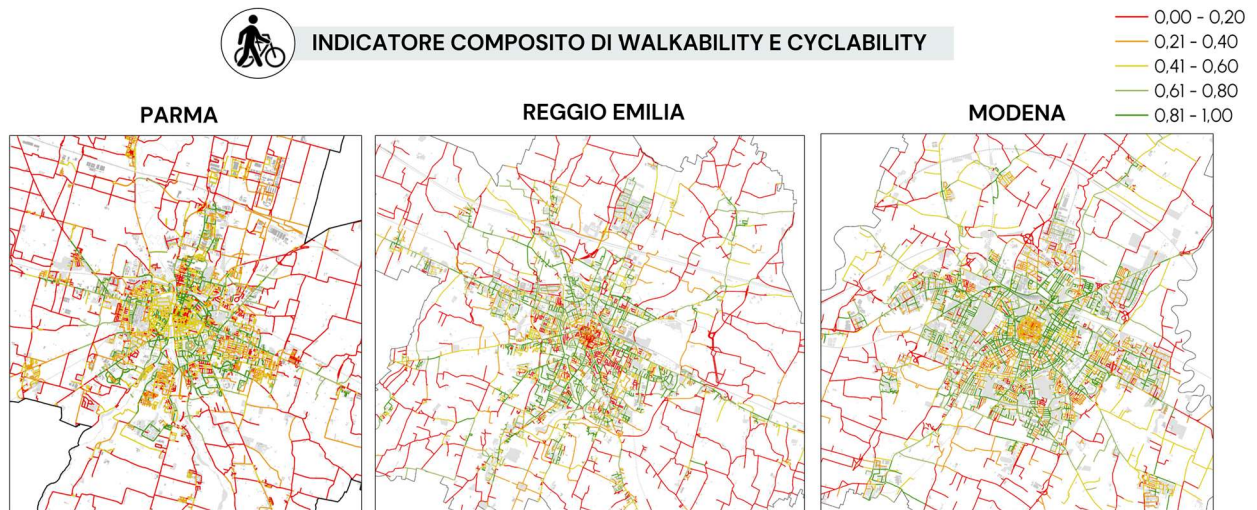 INDICATORE COMPOSITO DI WALKABILITY E CYCLABILITY
0,00 - 0,20
0,21 - 0,40
0,41 - 0,60
0,61 - 0,80
0,81 - 1,00
PARMA
REGGIO EMILIA
MODENA